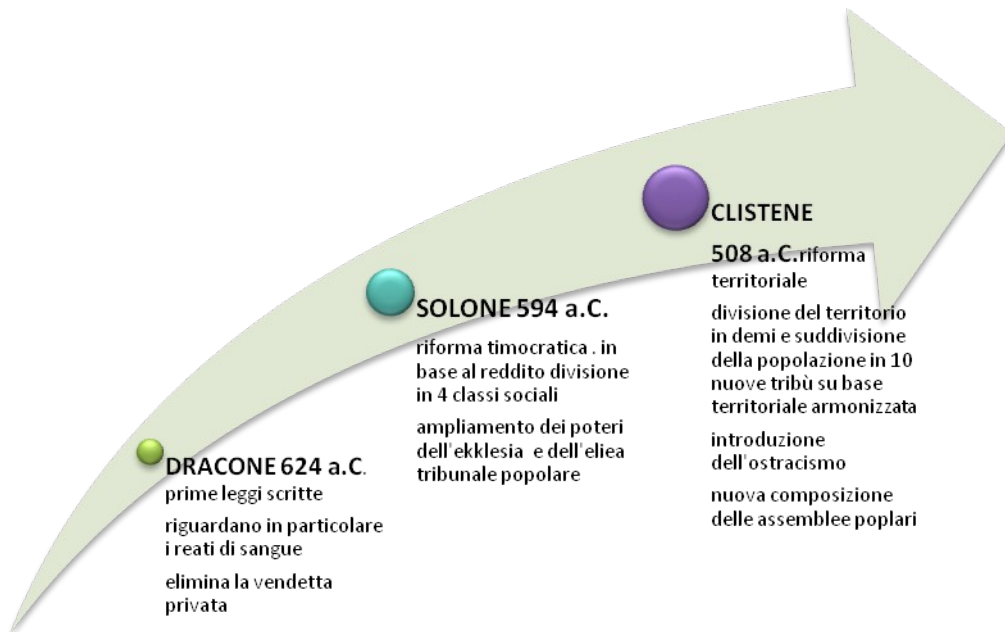 DRACONE 624 a.C.
prime leggi scritte
riguardano in particolare
i reati di sangue
elimina la vendetta
privata
SOLONE 594 a.C.
riforma timocratica . in
base al reddito divisione
in 4 classi sociali
ampliamento dei poteri
dell'ekklesia e dell'eliea
tribunale popolare
CLISTENE
508 a.C.riforma
territoriale
divisione del territorio
in demi e suddivisione
della popolazione in 10
nuove tribù su base
territoriale armonizzata
introduzione
dell'ostracismo
nuova composizione
delle assemblee poplari